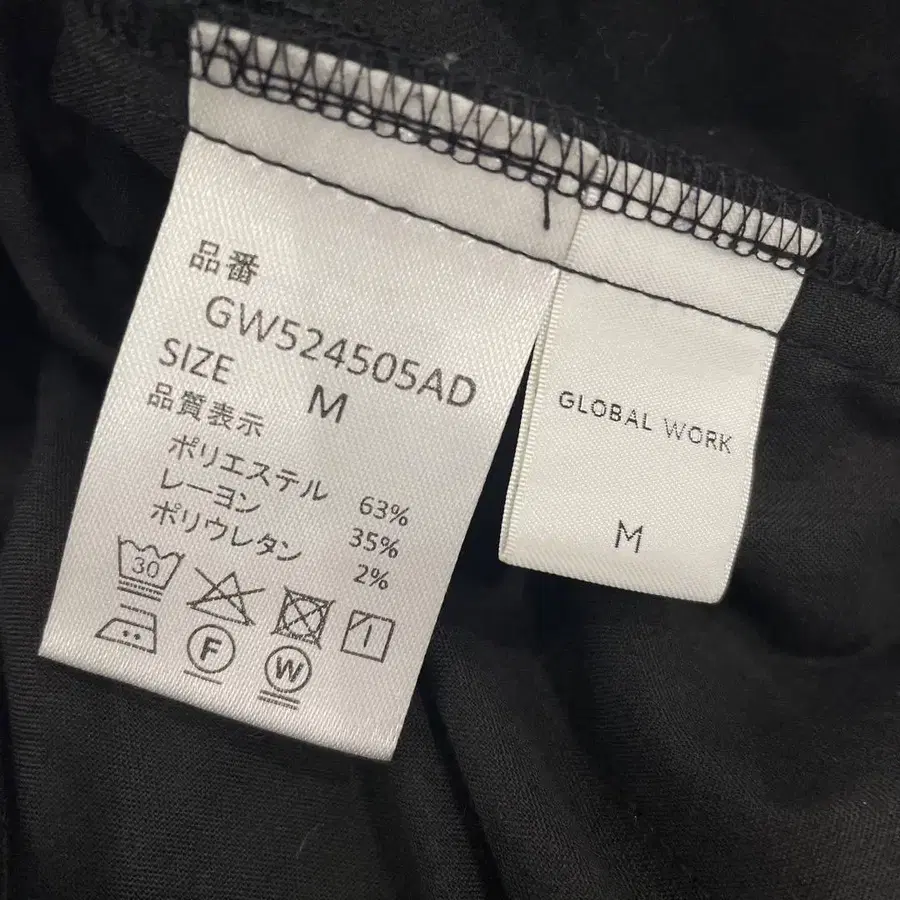 品番
GW524505AD
SIZE
M
品質表示
ポリエステル 63%
レーヨン 35%
ポリウレタン 2%
30
F
W
GLOBAL WORK
M